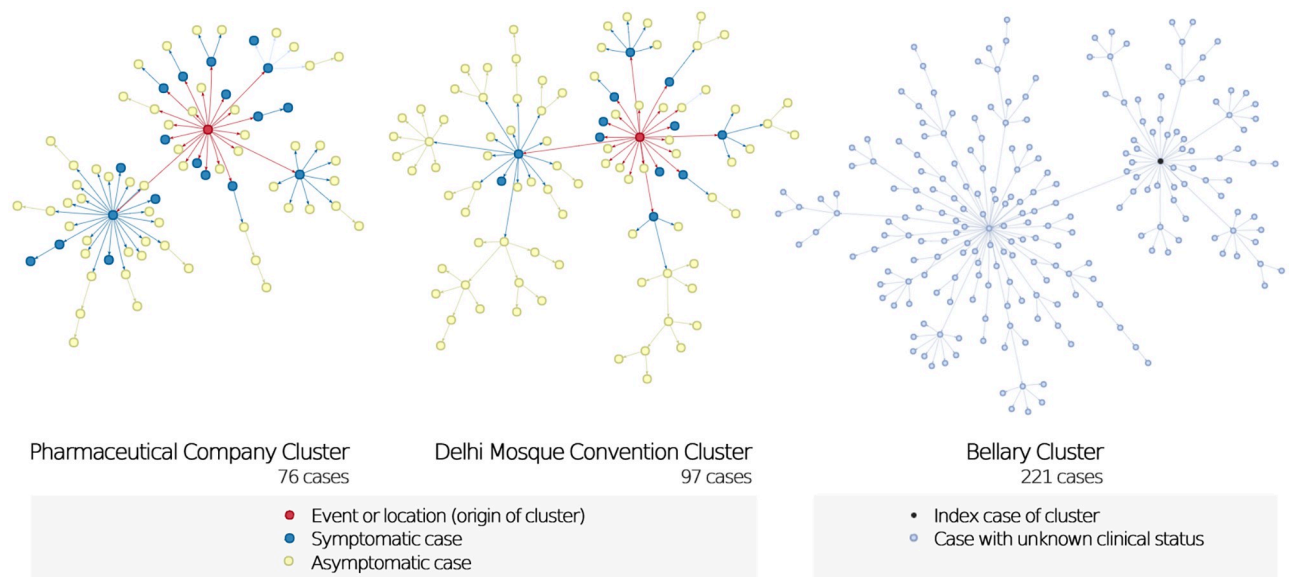 Pharmaceutical Company Cluster
76 cases
Delhi Mosque Convention Cluster
97 cases
Bellary Cluster
221 cases
Event or location (origin of cluster)
Symptomatic case
Asymptomatic case
Index case of cluster
Case with unknown clinical status